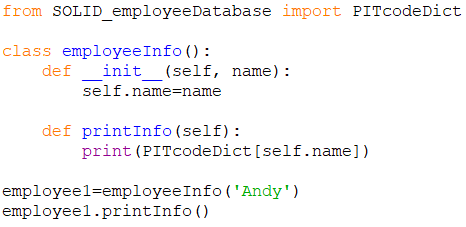 from SOLID_employeeDatabase import PITcodeDict
class employeeInfo():
    def __init__(self, name):
        self.name=name
    def printInfo(self):
        print(PITcodeDict[self.name])
employee1=employeeInfo('Andy')
employee1.printInfo()